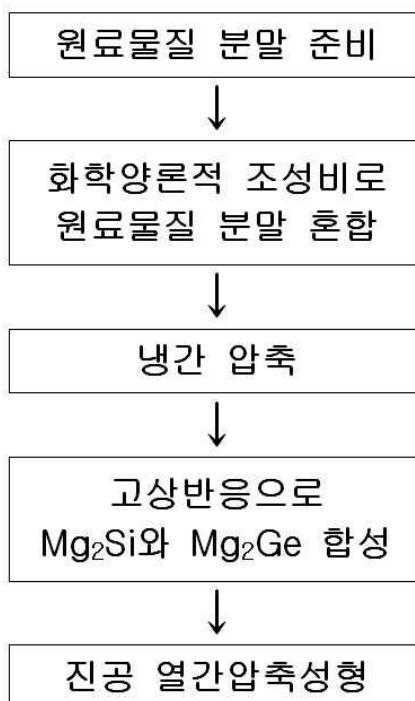 원료물질 분말 준비
화학양론적 조성비로
원료물질 분말 혼합
냉간 압축
고상반응으로
Mg₂Si와 Mg₂Ge 합성
진공 열간압축성형